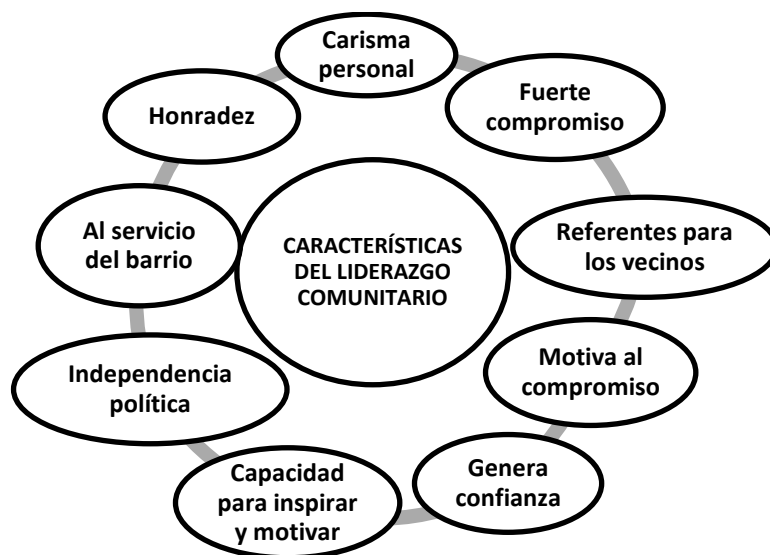 Carisma
personal
Fuerte
compromiso
Honradez
Al servicio
del barrio
CARACTERÍSTICAS
DEL LIDERAZGO
COMUNITARIO
Referentes para
los vecinos
Motiva al
compromiso
Independencia
política
Genera
confianza
Capacidad
para inspirar
y motivar